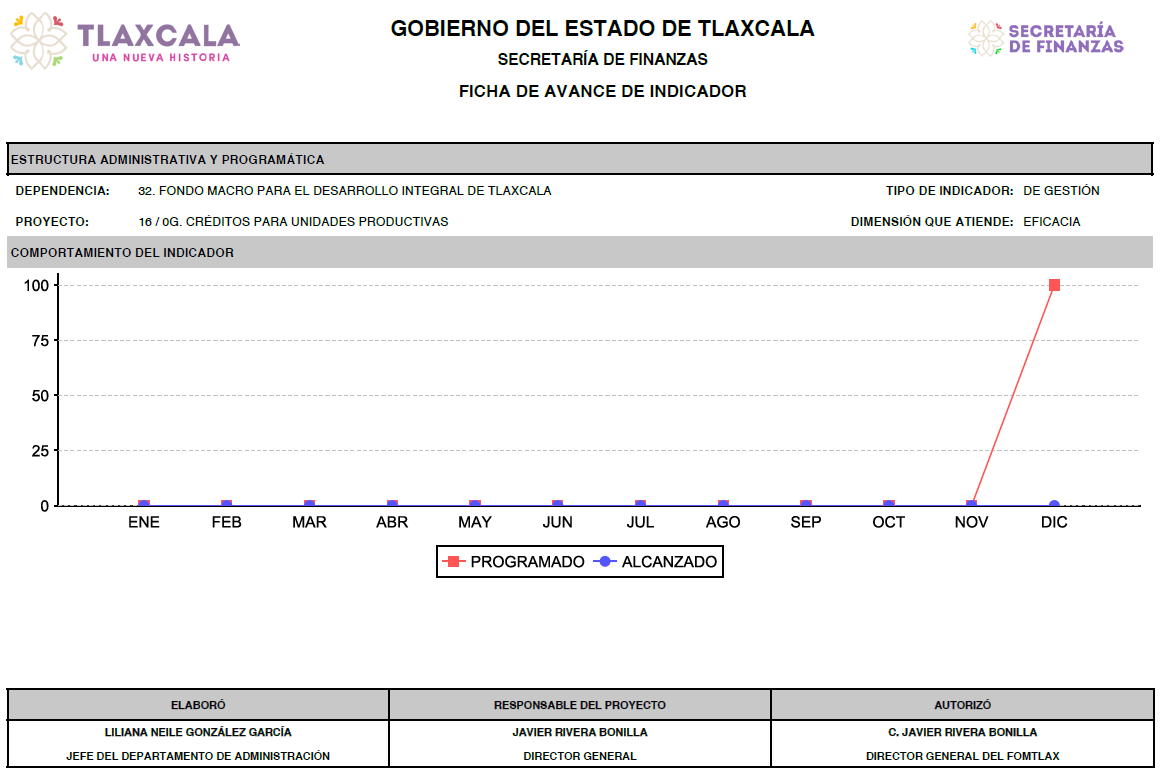 TLAXCALA
UNA NUEVA HISTORIA
GOBIERNO DEL ESTADO DE TLAXCALA
SECRETARÍA DE FINANZAS
FICHA DE AVANCE DE INDICADOR
SECRETARÍA
DE FINANZAS
ESTRUCTURA ADMINISTRATIVA Y PROGRAMÁTICA
DEPENDENCIA: 32. FONDO MACRO PARA EL DESARROLLO INTEGRAL DE TLAXCALA TIPO DE INDICADOR: DE GESTIÓN
PROYECTO: 16 / 0G. CRÉDITOS PARA UNIDADES PRODUCTIVAS DIMENSIÓN QUE ATIENDE: EFICACIA
COMPORTAMIENTO DEL INDICADOR
100
75
50
25
0
ENE FEB MAR ABR MAY JUN JUL AGO SEP OCT NOV DIC
PROGRAMADO ALCANZADO
ELABORÓ RESPONSABLE DEL PROYECTO AUTORIZÓ
LILIANA NEILE GONZÁLEZ GARCÍA JAVIER RIVERA BONILLA C. JAVIER RIVERA BONILLA
JEFE DEL DEPARTAMENTO DE ADMINISTRACIÓN DIRECTOR GENERAL DIRECTOR GENERAL DEL FOMTLAX